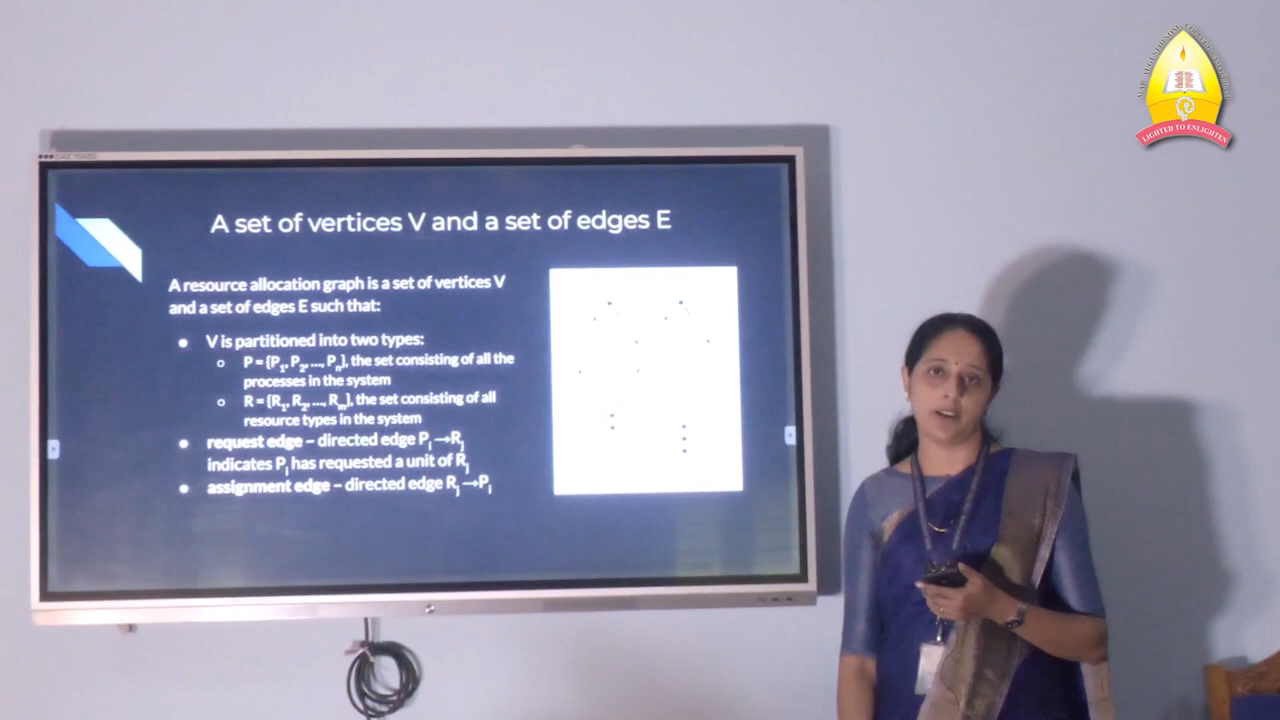 A set of vertices V and a set of edges E
A resource allocation graph is a set of vertices V
and a set of edges E such that:
● V is partitioned into two types:
○ P = {P1, P2, ..., Pn}, the set consisting of all the
processes in the system
○ R = {R1, R2, ..., Rm}, the set consisting of all
resource types in the system
● request edge – directed edge Pi →Rj
indicates Pi has requested a unit of Rj
● assignment edge – directed edge Rj →Pi
LIGHTED TO ENLIGHTEN